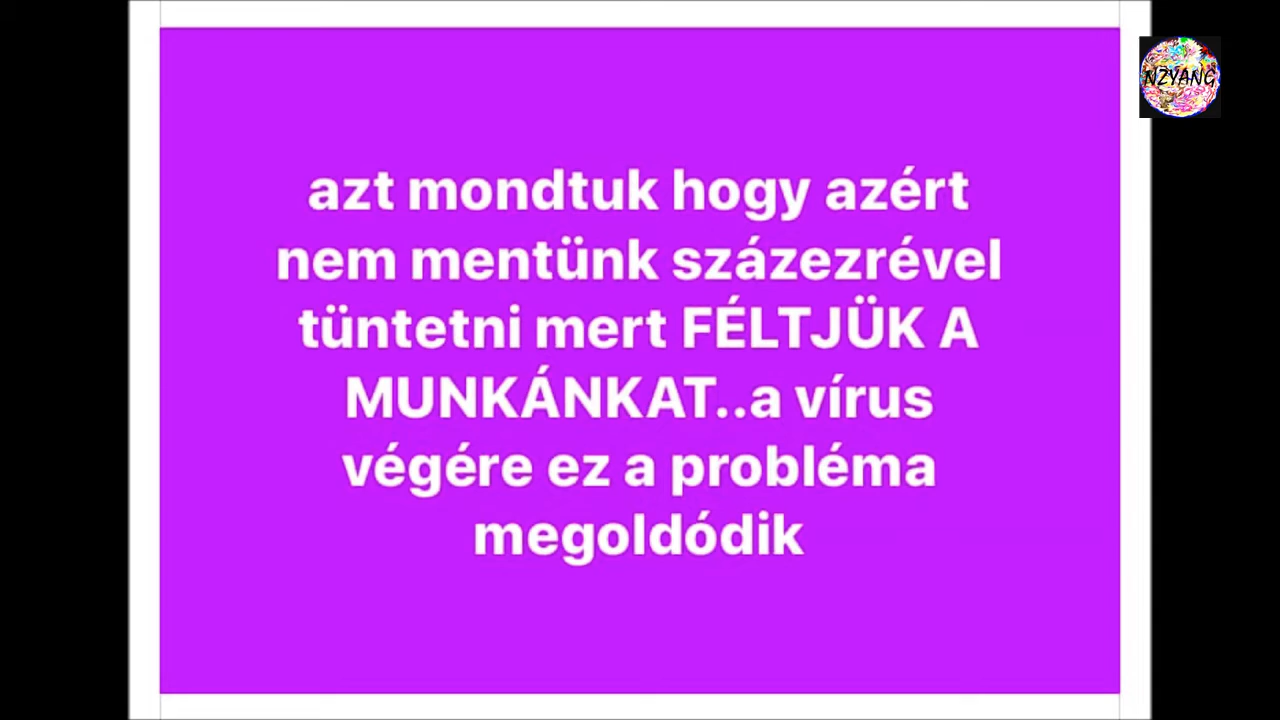 azt mondtuk hogy azért
nem mentünk százezrével
tüntetni mert FÉLTJÜK A
MUNKÁNKAT..a vírus
végére ez a probléma
megoldódik
NZYANG